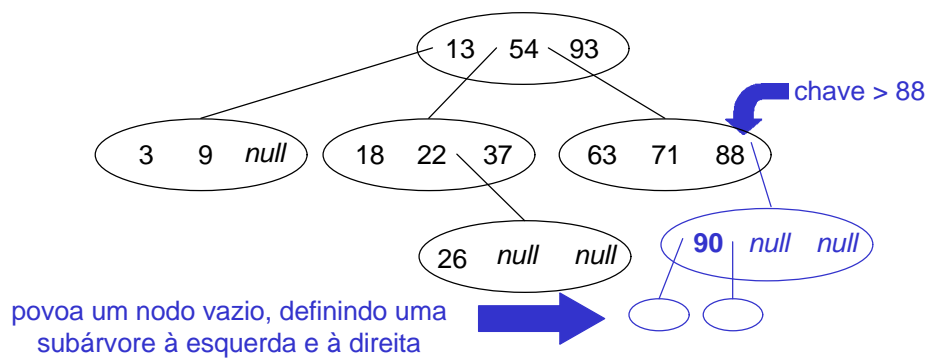 13 54 93
chave > 88
3 9 null
18 22 37
63 71 88
90 null null
26 null null
povoa um nodo vazio, definindo uma
subárvore à esquerda e à direita